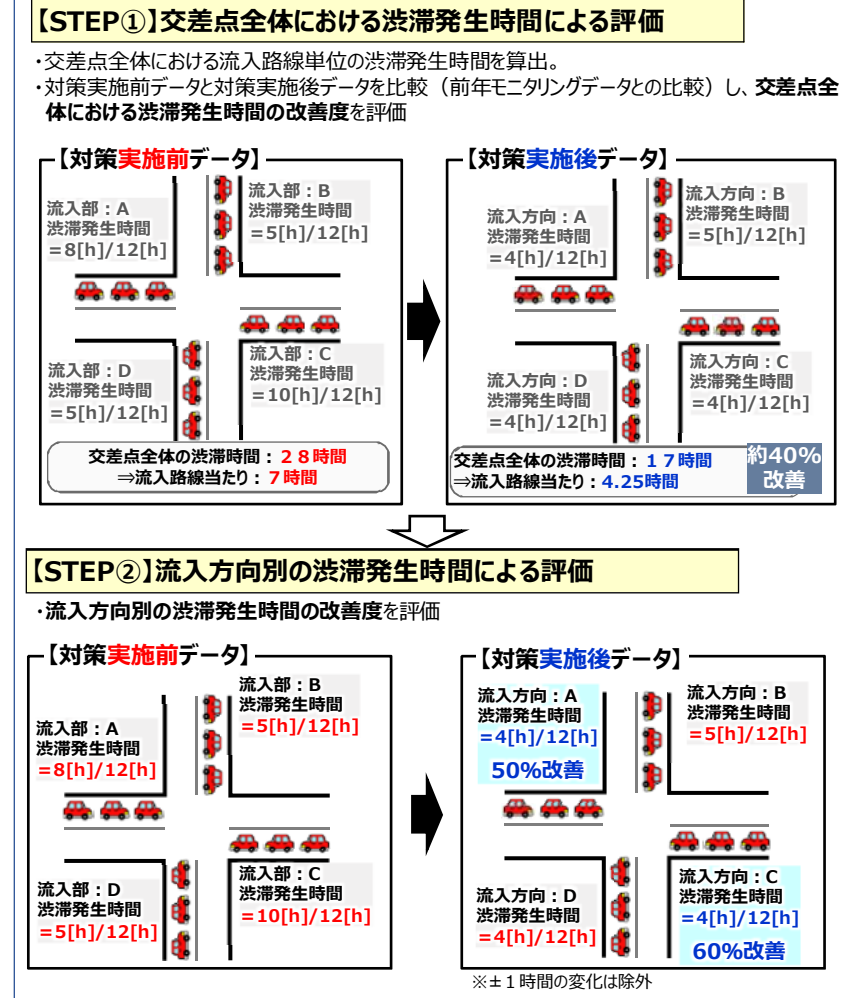 【STEP①】交差点全体における渋滞発生時間による評価
・交差点全体における流入路線単位の渋滞発生時間を算出。
・対策実施前データと対策実施後データを比較（前年モニタリングデータとの比較）し、交差点全
体における渋滞発生時間の改善度を評価
【対策実施前データ】
流入部：A
渋滞発生時間
＝8[h]/12[h]
流入部：B
渋滞発生時間
＝5[h]/12[h]
流入部：D
渋滞発生時間
＝5[h]/12[h]
流入部：C
渋滞発生時間
＝10[h]/12[h]
交差点全体の渋滞時間：２８時間
⇒流入路線当たり：７時間
【対策実施後データ】
流入方向：A
渋滞発生時間
＝4[h]/12[h]
流入方向：B
渋滞発生時間
＝5[h]/12[h]
流入方向：D
渋滞発生時間
＝4[h]/12[h]
流入方向：C
渋滞発生時間
＝4[h]/12[h]
交差点全体の渋滞時間：１７時間
⇒流入路線当たり：4.25時間
約40%
改善
【STEP②】流入方向別の渋滞発生時間による評価
・流入方向別の渋滞発生時間の改善度を評価
【対策実施前データ】
流入部：A
渋滞発生時間
＝8[h]/12[h]
流入部：B
渋滞発生時間
＝5[h]/12[h]
流入部：D
渋滞発生時間
＝5[h]/12[h]
流入部：C
渋滞発生時間
＝10[h]/12[h]
【対策実施後データ】
流入方向：A
渋滞発生時間
＝4[h]/12[h]
50%改善
流入方向：B
渋滞発生時間
＝5[h]/12[h]
流入方向：D
渋滞発生時間
＝4[h]/12[h]
流入方向：C
渋滞発生時間
＝4[h]/12[h]
60%改善
※±１時間の変化は除外